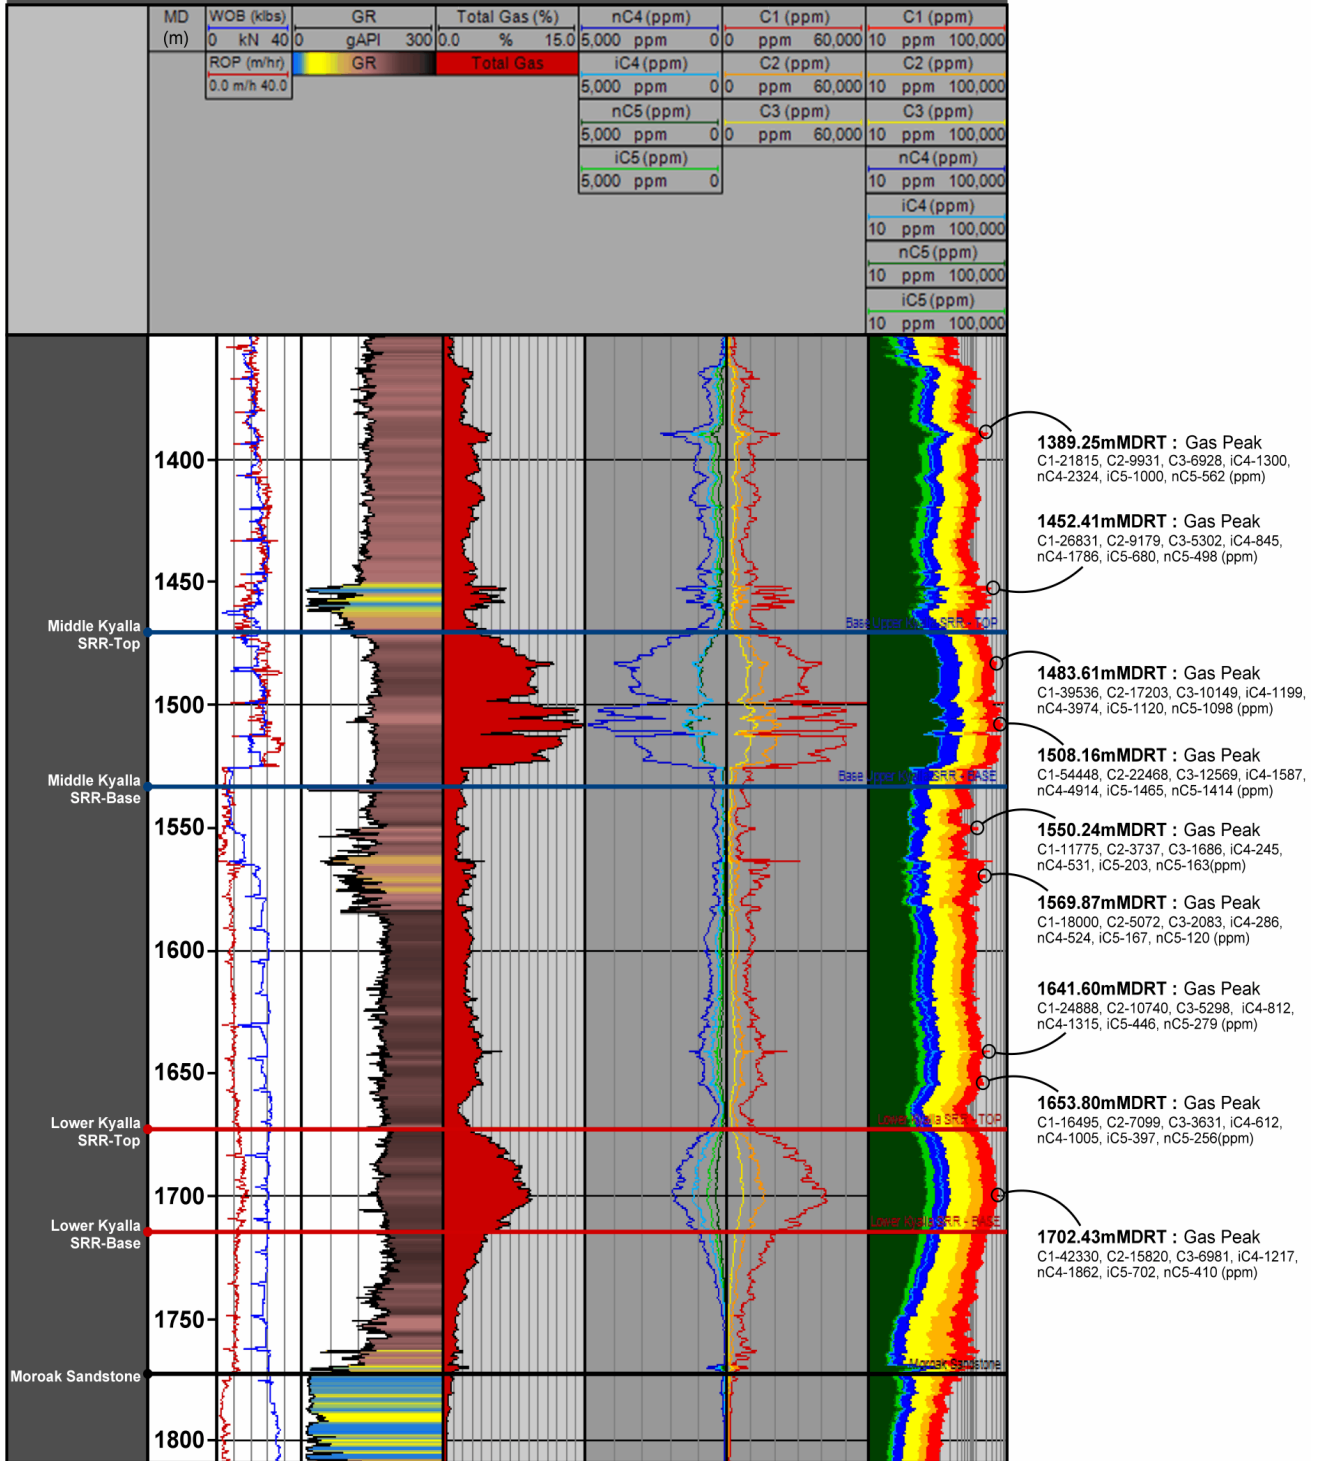 MD
(m)
WOB (klbs)
0 kN 40
ROP (m/hr)
0.0 m/h 40.0
GR
0 gAPI 300
GR
Total Gas (%)
0.0 % 15.0
Total Gas
nC4 (ppm)
5,000 ppm 0
iC4 (ppm)
5,000 ppm 0
nC5 (ppm)
5,000 ppm 0
iC5 (ppm)
5,000 ppm 0
C1 (ppm)
0 ppm 60,000
C2 (ppm)
0 ppm 60,000
C3 (ppm)
0 ppm 60,000
C1 (ppm)
10 ppm 100,000
C2 (ppm)
10 ppm 100,000
C3 (ppm)
10 ppm 100,000
nC4 (ppm)
10 ppm 100,000
iC4 (ppm)
10 ppm 100,000
nC5 (ppm)
10 ppm 100,000
iC5 (ppm)
10 ppm 100,000
1400
1450
1500
1550
1600
1650
1700
1750
1800
Middle Kyalla
SRR-Top
Middle Kyalla
SRR-Base
Lower Kyalla
SRR-Top
Lower Kyalla
SRR-Base
Moroak Sandstone
Base Upper Kyalla SRR - TOP
Base Upper Kyalla SRR - BASE
Lower Kyalla SRR - TOP
Lower Kyalla SRR - BASE
Moroak Sandstone
1389.25mMDRT : Gas Peak
C1-21815, C2-9931, C3-6928, iC4-1300,
nC4-2324, iC5-1000, nC5-562 (ppm)
1452.41mMDRT : Gas Peak
C1-26831, C2-9179, C3-5302, iC4-845,
nC4-1786, iC5-680, nC5-498 (ppm)
1483.61mMDRT : Gas Peak
C1-39536, C2-17203, C3-10149, iC4-1199,
nC4-3974, iC5-1120, nC5-1098 (ppm)
1508.16mMDRT : Gas Peak
C1-54448, C2-22468, C3-12569, iC4-1587,
nC4-4914, iC5-1465, nC5-1414 (ppm)
1550.24mMDRT : Gas Peak
C1-11775, C2-3737, C3-1686, iC4-245,
nC4-531, iC5-203, nC5-163(ppm)
1569.87mMDRT : Gas Peak
C1-18000, C2-5072, C3-2083, iC4-286,
nC4-524, iC5-167, nC5-120 (ppm)
1641.60mMDRT : Gas Peak
C1-24888, C2-10740, C3-5298, iC4-812,
nC4-1315, iC5-446, nC5-279 (ppm)
1653.80mMDRT : Gas Peak
C1-16495, C2-7099, C3-3631, iC4-612,
nC4-1005, iC5-397, nC5-256(ppm)
1702.43mMDRT : Gas Peak
C1-42330, C2-15820, C3-6981, iC4-1217,
nC4-1862, iC5-702, nC5-410 (ppm)